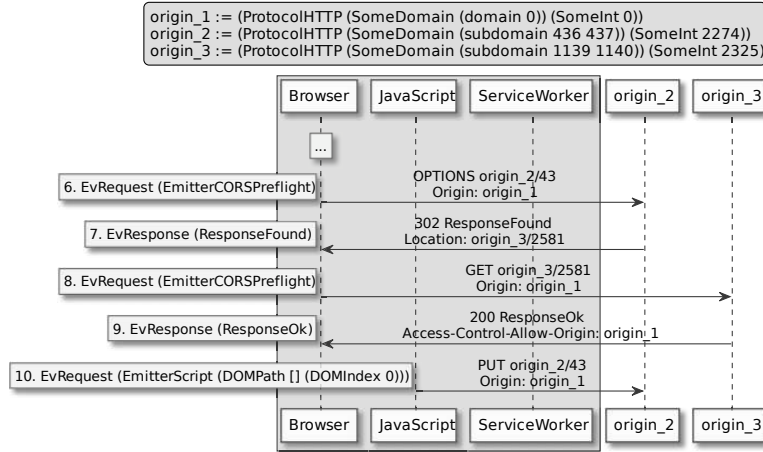 origin_1 := (ProtocolHTTP (SomeDomain (domain 0)) (SomeInt 0))
origin_2 := (ProtocolHTTP (SomeDomain (subdomain 436 437)) (SomeInt 2274))
origin_3 := (ProtocolHTTP (SomeDomain (subdomain 1139 1140)) (SomeInt 2325)
Browser JavaScript ServiceWorker origin_2 origin_3
...
6. EvRequest (EmitterCORSPreflight)
OPTIONS origin_2/43
Origin: origin_1
7. EvResponse (ResponseFound)
302 ResponseFound
Location: origin_3/2581
8. EvRequest (EmitterCORSPreflight)
GET origin_3/2581
Origin: origin_1
9. EvResponse (ResponseOk)
200 ResponseOk
Access-Control-Allow-Origin: origin_1
10. EvRequest (EmitterScript (DOMPath [] (DOMIndex 0)))
PUT origin_2/43
Origin: origin_1
Browser JavaScript ServiceWorker origin_2 origin_3